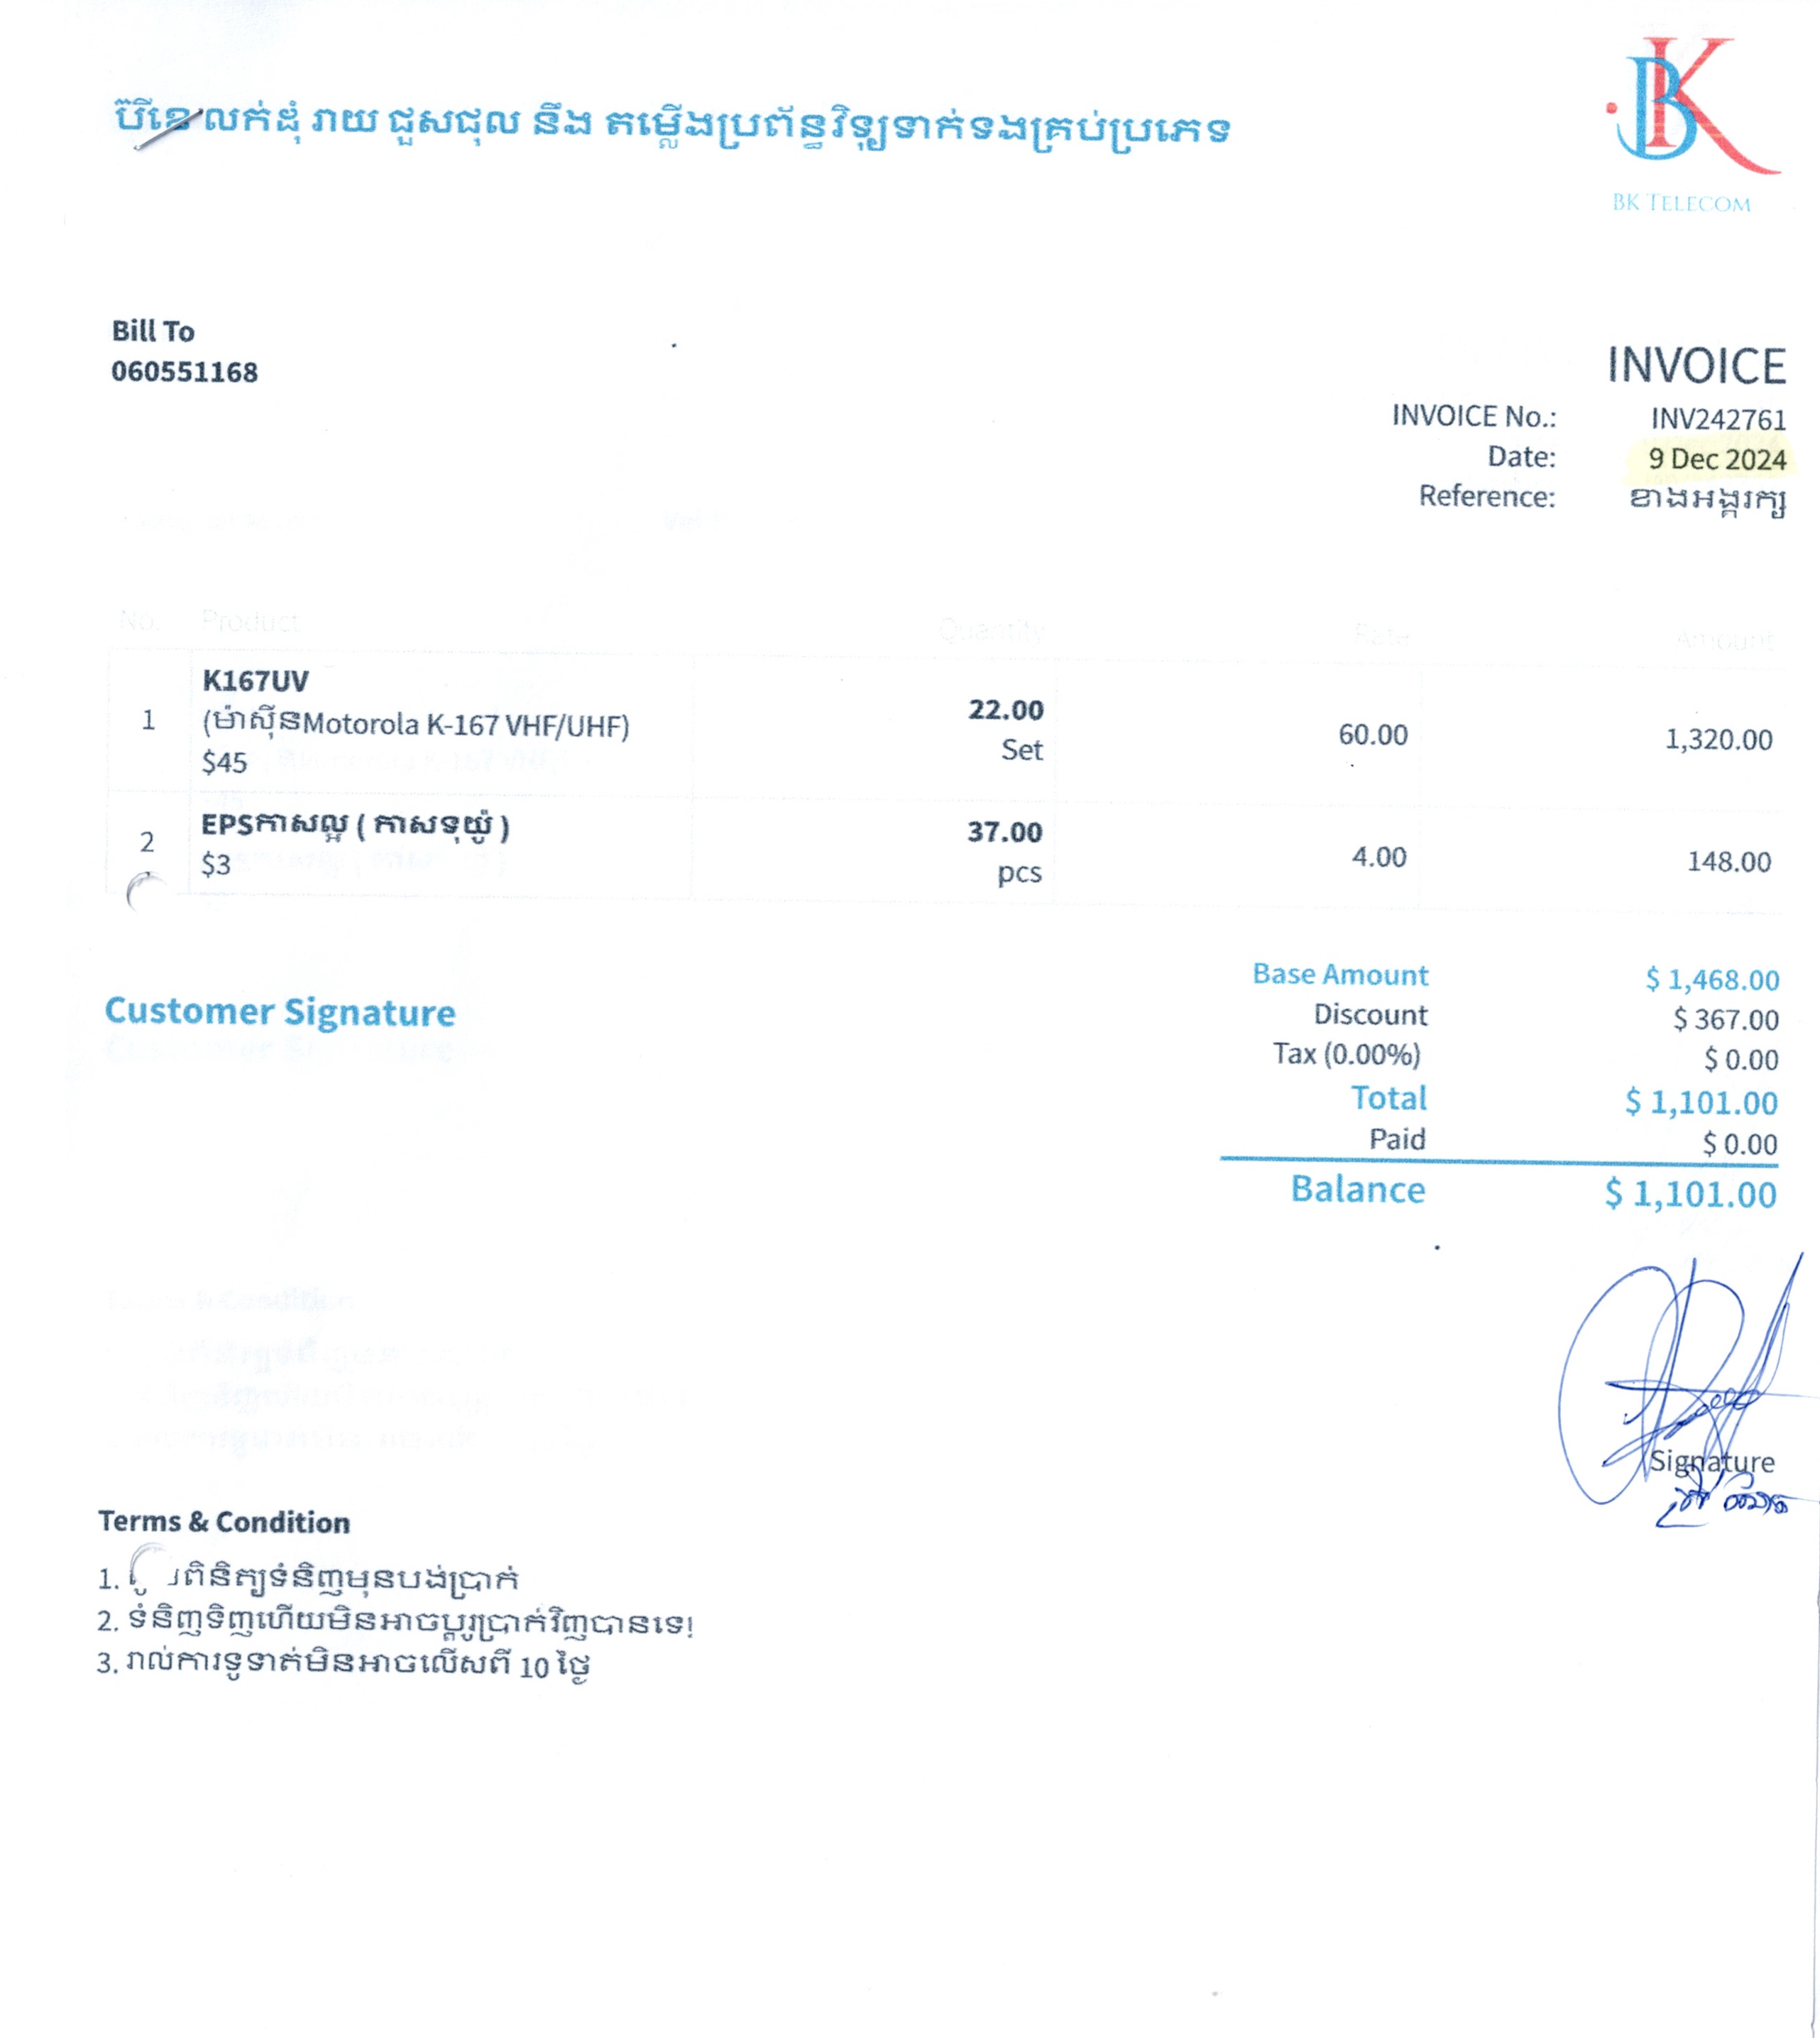 ប៊ីខេ លក់ដុំ រាយ ជួសជុល នឹង តម្លើងប្រព័ន្ធវិទ្យុទាក់ទងគ្រប់ប្រភេទ
BK TELECOM
Bill To
060551168
INVOICE
INVOICE No.: INV242761
Date: 9 Dec 2024
Reference: ខាងអង្គរក្ស
No. Product Quantity Rate Amount
1 K167UV (ម៉ាស៊ីនMotorola K-167 VHF/UHF) $45 22.00 Set 60.00 1,320.00
2 EPSកាសល្អ ( កាសទុយ៉ូ ) $3 37.00 pcs 4.00 148.00
Customer Signature
Base Amount $ 1,468.00
Discount $ 367.00
Tax (0.00%) $ 0.00
Total $ 1,101.00
Paid $ 0.00
Balance $ 1,101.00
Signature
Terms & Condition
1. ពិនិត្យទំនិញមុនបង់ប្រាក់
2. ទំនិញទិញហើយមិនអាចប្តូរប្រាក់វិញបានទេ!
3. រាល់ការទូទាត់មិនអាចលើសពី 10 ថ្ងៃ